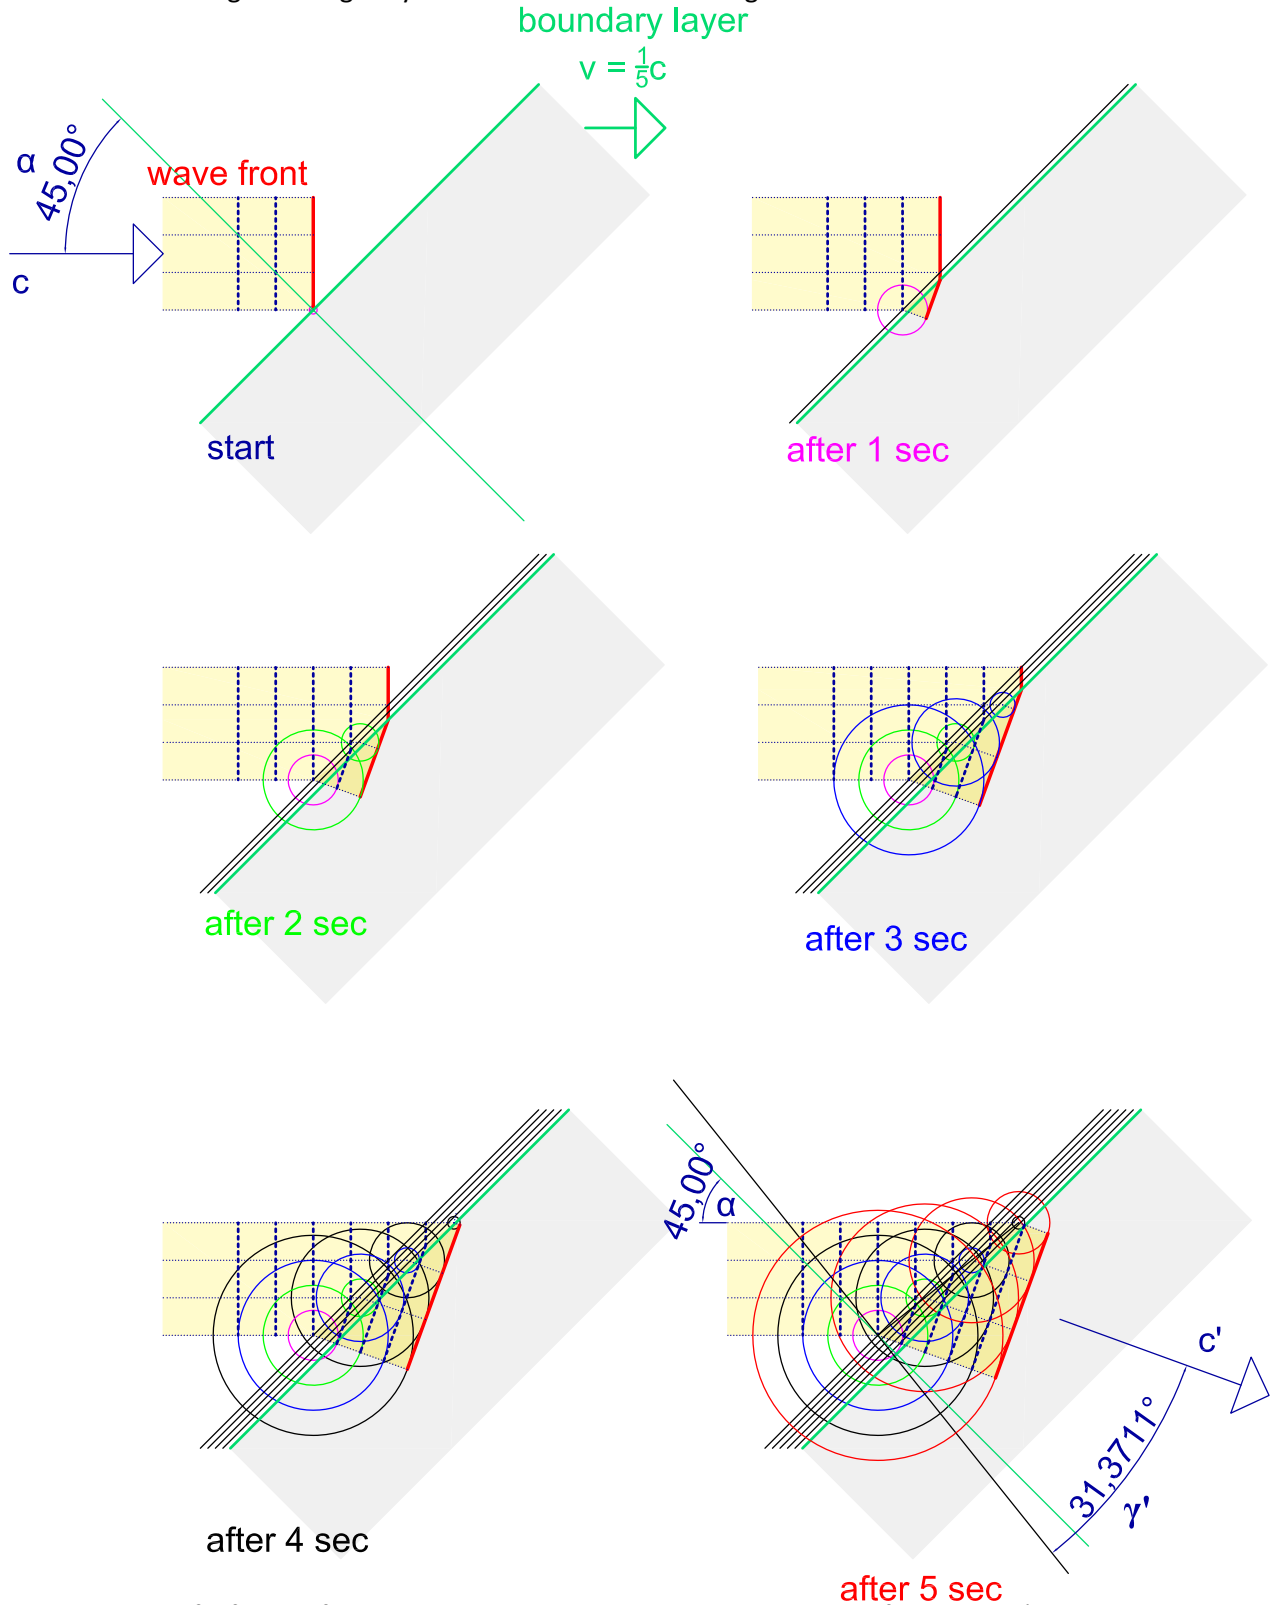 boundary layer
v = 1/5c
α
45,00°
wave front
c
start
after 1 sec
after 2 sec
after 3 sec
45,00°
α
c'
31,3711°
γ'
after 4 sec
after 5 sec